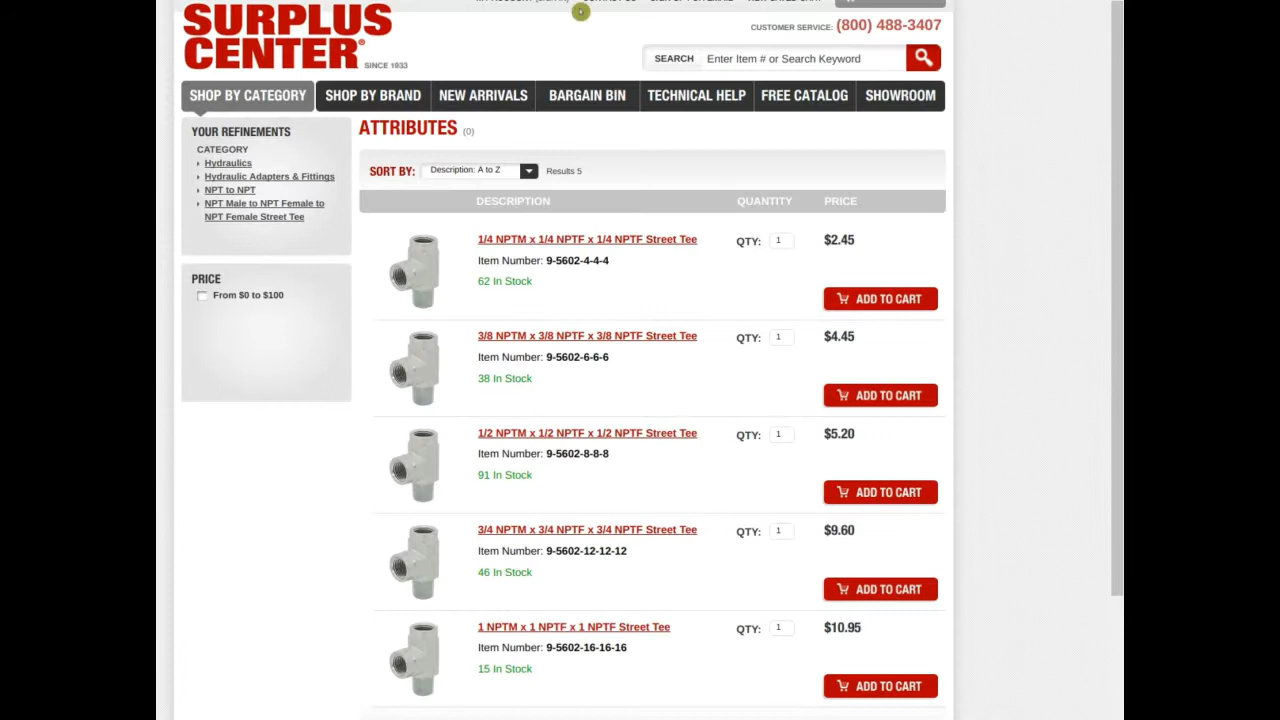 SURPLUS
CENTER®
SINCE 1933
CUSTOMER SERVICE: (800) 488-3407
SEARCH Enter Item # or Search Keyword
SHOP BY CATEGORY SHOP BY BRAND NEW ARRIVALS BARGAIN BIN TECHNICAL HELP FREE CATALOG SHOWROOM
YOUR REFINEMENTS
CATEGORY
Hydraulics
Hydraulic Adapters & Fittings
NPT to NPT
NPT Male to NPT Female to
NPT Female Street Tee
PRICE
From $0 to $100
ATTRIBUTES (0)
SORT BY: Description: A to Z Results 5
DESCRIPTION QUANTITY PRICE
1/4 NPTM x 1/4 NPTF x 1/4 NPTF Street Tee QTY: 1 $2.45
Item Number: 9-5602-4-4-4
62 In Stock
ADD TO CART
3/8 NPTM x 3/8 NPTF x 3/8 NPTF Street Tee QTY: 1 $4.45
Item Number: 9-5602-6-6-6
38 In Stock
ADD TO CART
1/2 NPTM x 1/2 NPTF x 1/2 NPTF Street Tee QTY: 1 $5.20
Item Number: 9-5602-8-8-8
91 In Stock
ADD TO CART
3/4 NPTM x 3/4 NPTF x 3/4 NPTF Street Tee QTY: 1 $9.60
Item Number: 9-5602-12-12-12
46 In Stock
ADD TO CART
1 NPTM x 1 NPTF x 1 NPTF Street Tee QTY: 1 $10.95
Item Number: 9-5602-16-16-16
15 In Stock
ADD TO CART